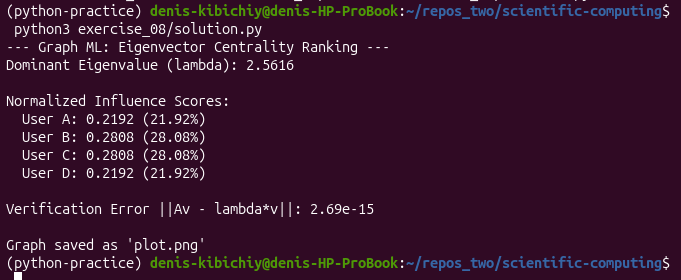 (python-practice) denis-kibichiy@denis-HP-ProBook:~/repos_two/scientific-computing$
python3 exercise_08/solution.py
--- Graph ML: Eigenvector Centrality Ranking ---
Dominant Eigenvalue (lambda): 2.5616
Normalized Influence Scores:
User A: 0.2192 (21.92%)
User B: 0.2808 (28.08%)
User C: 0.2808 (28.08%)
User D: 0.2192 (21.92%)
Verification Error ||Av - lambda*v||: 2.69e-15
Graph saved as 'plot.png'
(python-practice) denis-kibichiy@denis-HP-ProBook:~/repos_two/scientific-computing$